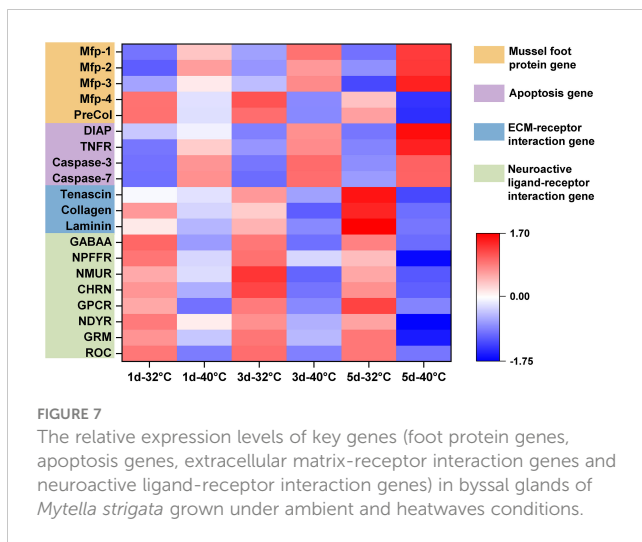 Mfp-1
Mfp-2
Mfp-3
Mfp-4
PreCol
DIAP
TNFR
Caspase-3
Caspase-7
Tenascin
Collagen
Laminin
GABAA
NPFFR
NMUR
CHRN
GPCR
NDYR
GRM
ROC
1d-32°C 1d-40°C 3d-32°C 3d-40°C 5d-32°C 5d-40°C
Mussel foot
protein gene
Apoptosis gene
ECM-receptor
interaction gene
Neuroactive
ligand-receptor
interaction gene
1.70
0.00
-1.75
FIGURE 7
The relative expression levels of key genes (foot protein genes,
apoptosis genes, extracellular matrix-receptor interaction genes and
neuroactive ligand-receptor interaction genes) in byssal glands of
Mytella strigata grown under ambient and heatwaves conditions.